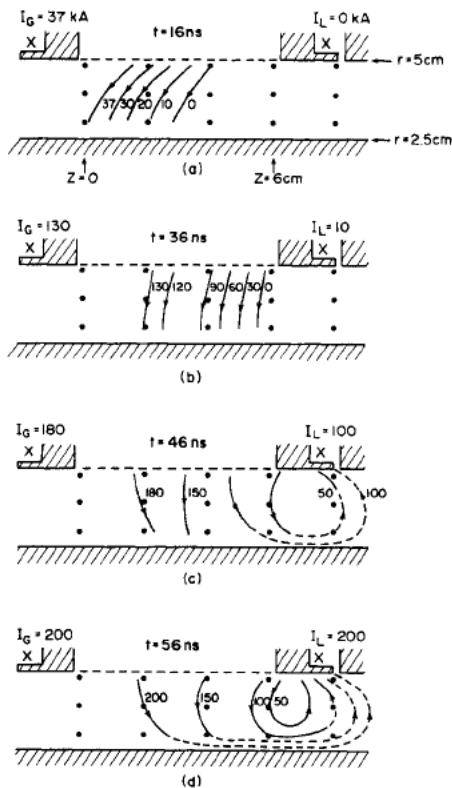 I_G = 37 kA
t = 16ns
I_L = 0 kA
X
X
r = 5cm
37 30 20 10 0
r = 2.5cm
Z = 0
Z = 6cm
(a)
I_G = 130
t = 36 ns
I_L = 10
X
X
130 120 90 60 30 0
(b)
I_G = 180
t = 46 ns
I_L = 100
X
X
180 150 50 100
(c)
I_G = 200
t = 56 ns
I_L = 200
X
X
200 150 100 50
(d)